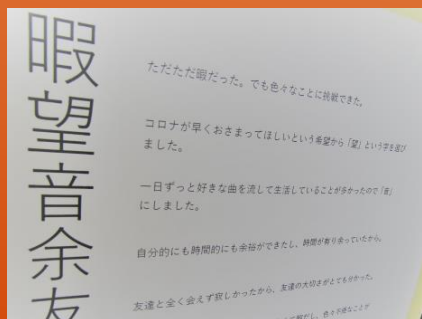 暇
ただただ暇だった。でも色々なことに挑戦できた。
望
コロナが早くおさまってほしいという希望から「望」という字を選び
ました。
音
一日ずっと好きな曲を流して生活していることが多かったので「音」
にしました。
余
自分的にも時間的にも余裕ができたし、時間が有り余っていたから。
友
友達と全く会えず寂しかったから、友達の大切さがとても分かった。